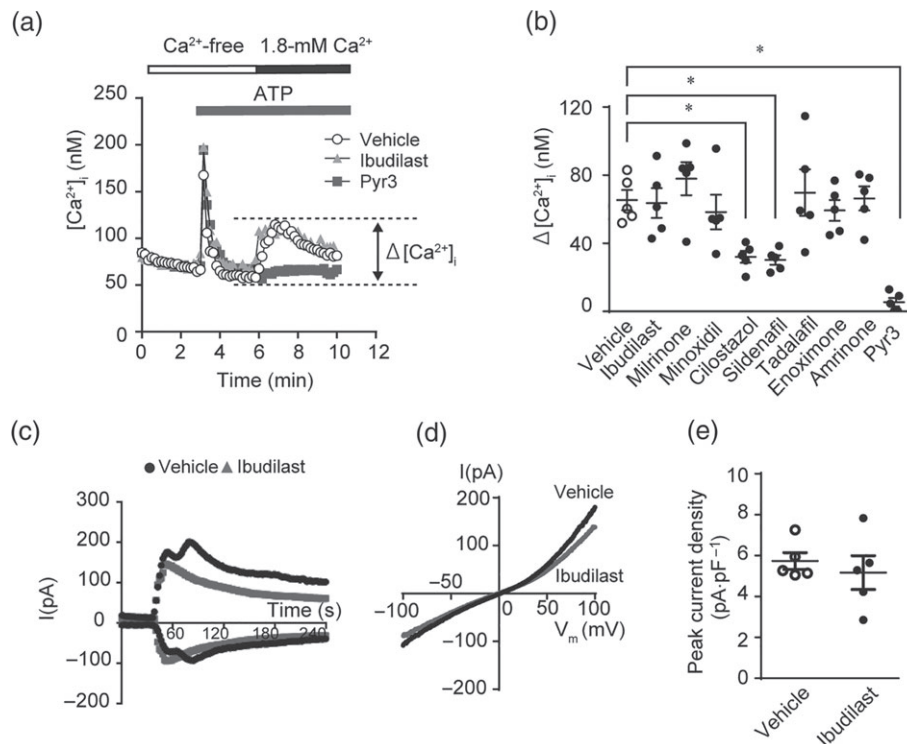 (a)
Ca²⁺-free 1.8-mM Ca²⁺
ATP
[Ca²⁺]ᵢ (nM)
250
200
150
100
50
0
Vehicle
Ibudilast
Pyr3
Δ [Ca²⁺]ᵢ
0 2 4 6 8 10 12
Time (min)
(b)
Δ [Ca²⁺]ᵢ (nM)
120
80
40
0
*
*
*
Vehicle
Ibudilast
Milrinone
Minoxidil
Cilostazol
Sildenafil
Tadalafil
Enoximone
Amrinone
Pyr3
(c)
Vehicle Ibudilast
I(pA)
300
200
100
0
−100
−200
Time (s)
60 120 180 240
(d)
I(pA)
200
100
−100
−200
Vehicle
Ibudilast
−100 −50 0 50 100
Vₘ (mV)
(e)
Peak current density
(pA·pF⁻¹)
10
8
6
4
2
0
Vehicle
Ibudilast